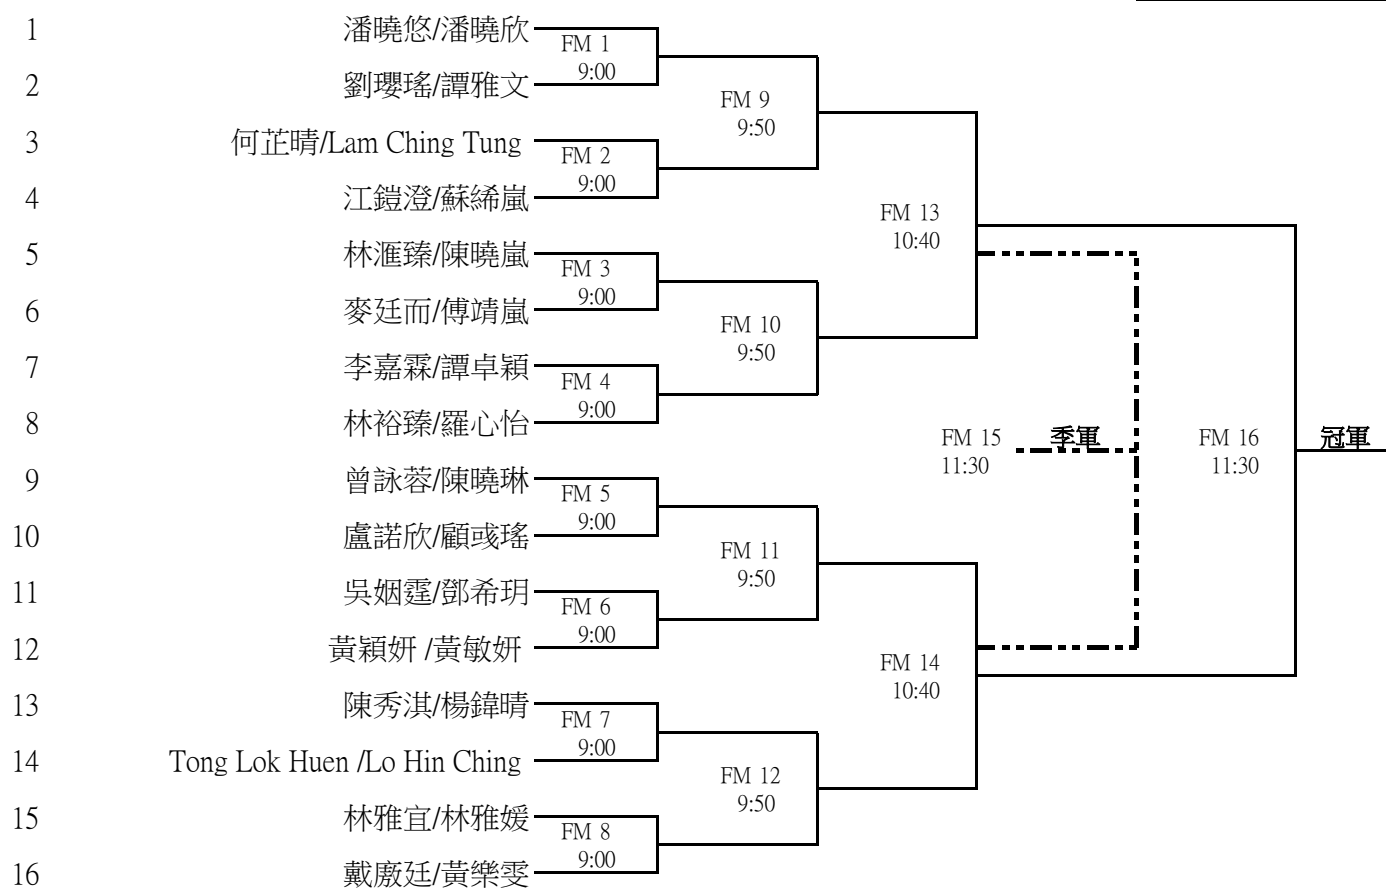 1 潘曉悠/潘曉欣
FM 1
9:00
2 劉瓔瑤/譚雅文
FM 9
9:50
3 何芷晴/Lam Ching Tung
FM 2
9:00
4 江鎧澄/蘇絺嵐
FM 13
10:40
5 林滙臻/陳曉嵐
FM 3
9:00
6 麥廷而/傅靖嵐
FM 10
9:50
7 李嘉霖/譚卓穎
FM 4
9:00
8 林裕臻/羅心怡
FM 15 季軍
11:30
FM 16 冠軍
11:30
9 曾詠蓉/陳曉琳
FM 5
9:00
10 盧諾欣/顧彧瑤
FM 11
9:50
11 吳姻霆/鄧希玥
FM 6
9:00
12 黃穎妍 /黃敏妍
FM 14
10:40
13 陳秀淇/楊鍏晴
FM 7
9:00
14 Tong Lok Huen /Lo Hin Ching
FM 12
9:50
15 林雅宜/林雅媛
FM 8
9:00
16 戴廒廷/黃樂雯